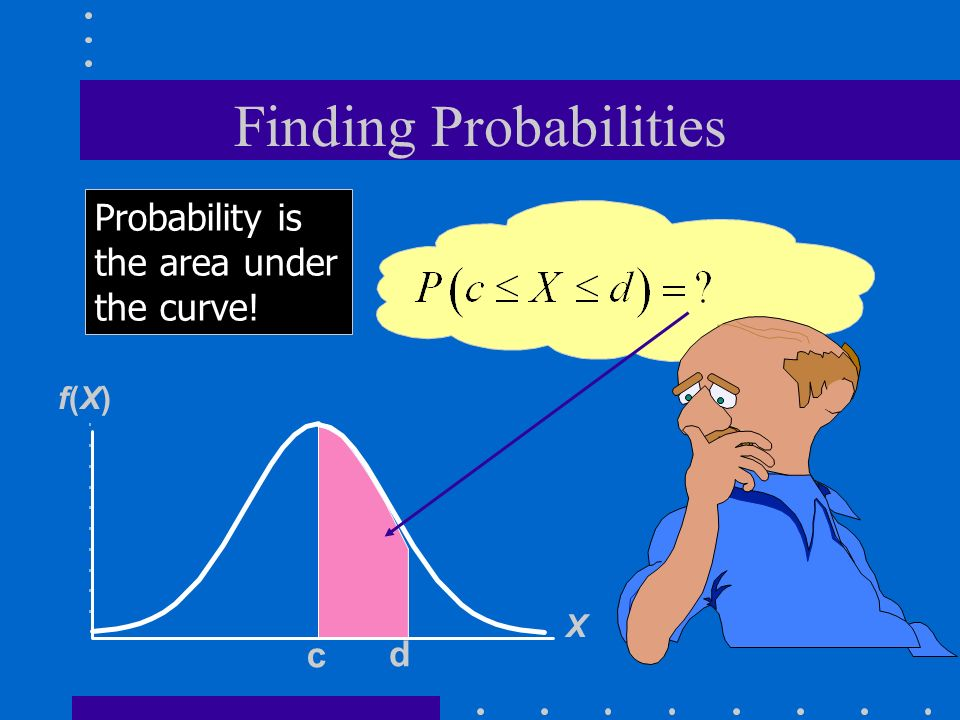 Finding Probabilities
Probability is
the area under
the curve!
P(c ≤ X ≤ d) = ?
f(X)
X
c d